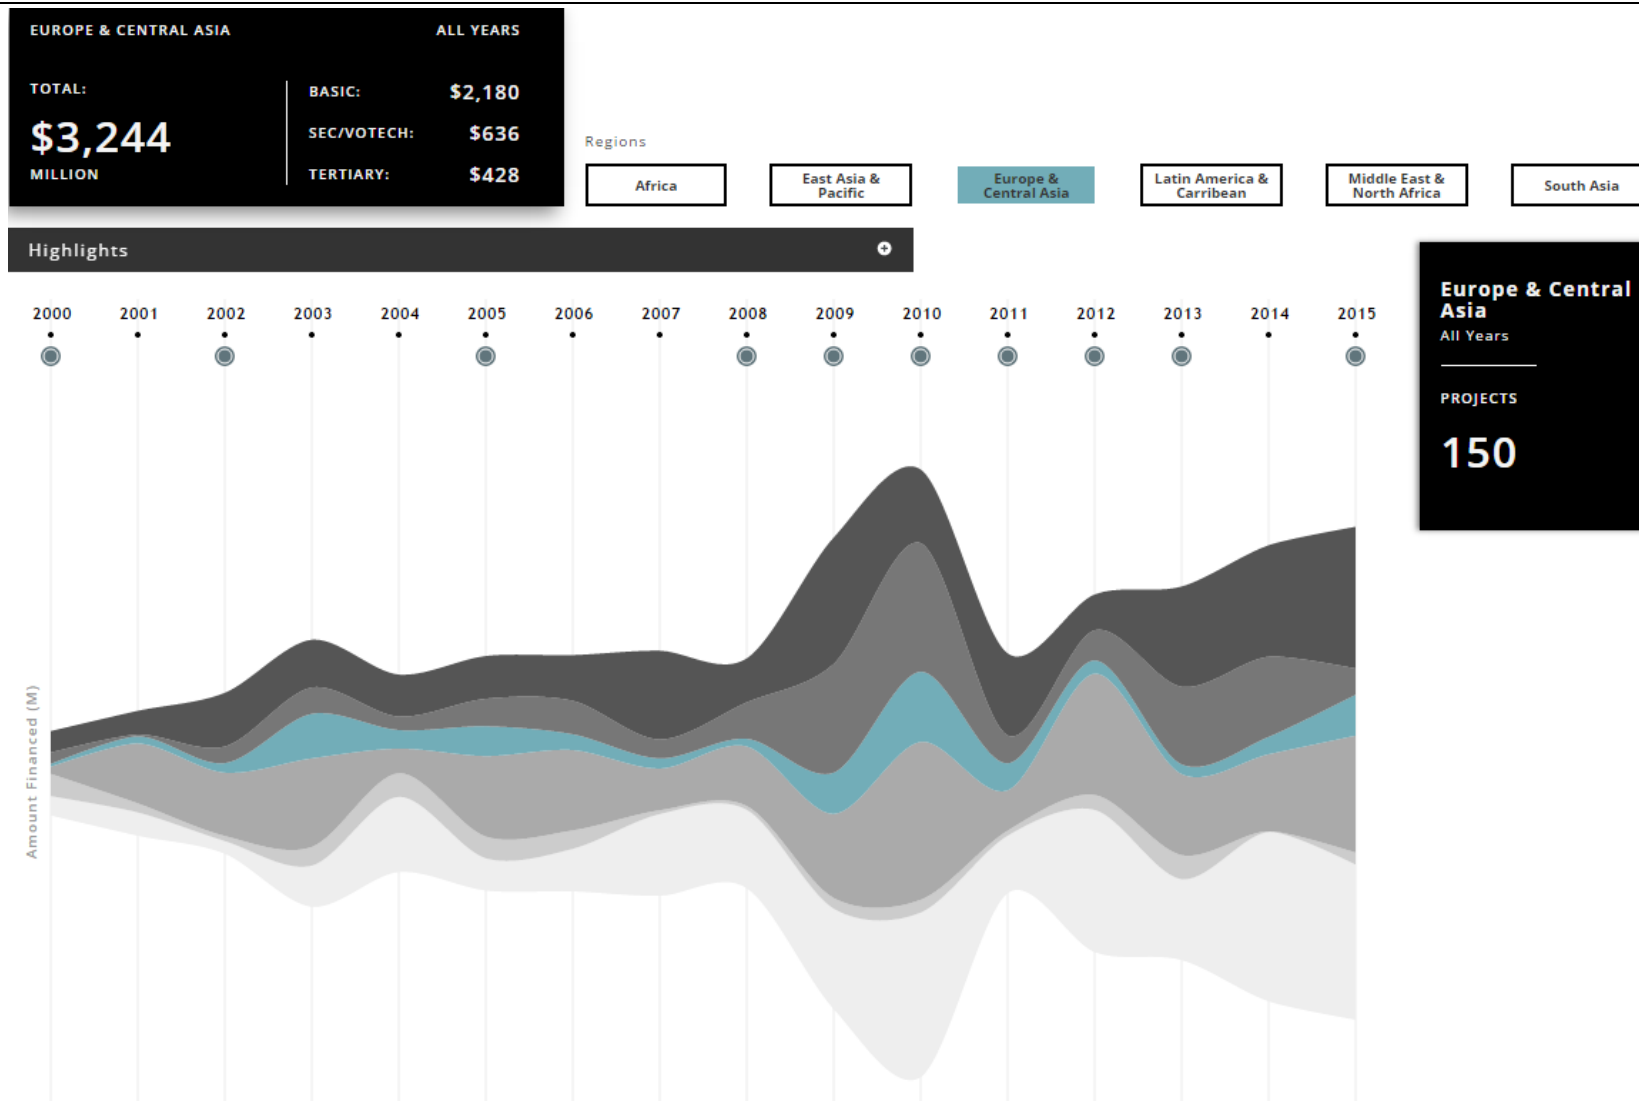 EUROPE & CENTRAL ASIA
ALL YEARS
TOTAL:
$3,244
MILLION
BASIC:
$2,180
SEC/VOTECH:
$636
TERTIARY:
$428
Regions
Africa
East Asia &
Pacific
Europe &
Central Asia
Latin America &
Carribean
Middle East &
North Africa
South Asia
Highlights
2000 2001 2002 2003 2004 2005 2006 2007 2008 2009 2010 2011 2012 2013 2014 2015
Europe & Central
Asia
All Years
PROJECTS
150
Amount Financed (M)